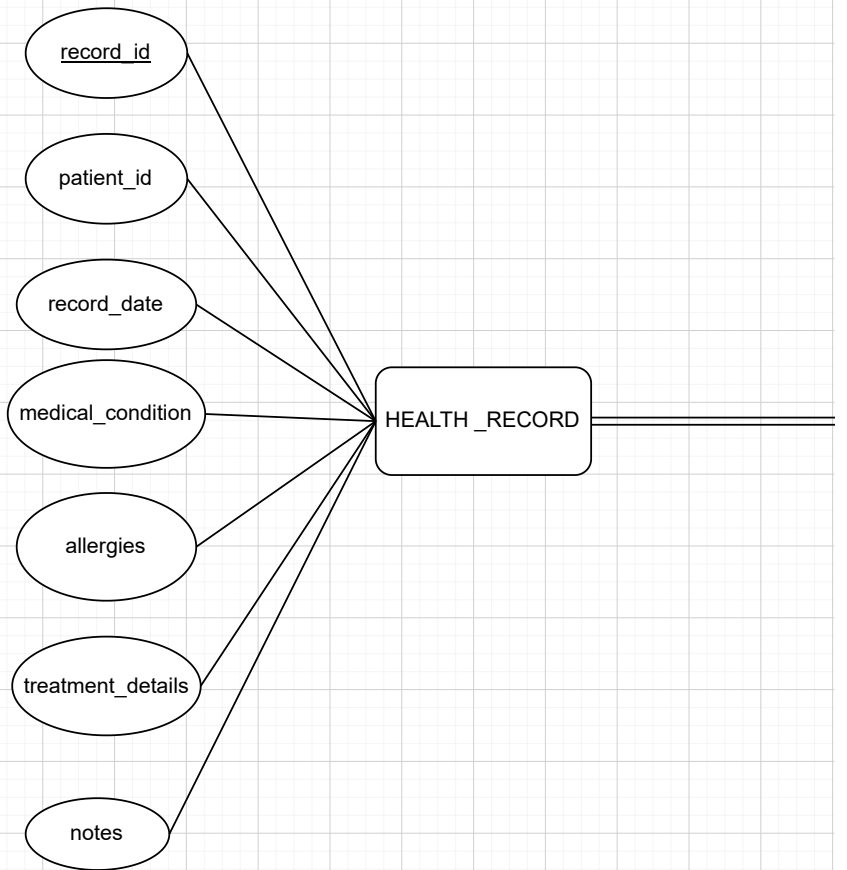 record_id
patient_id
record_date
medical_condition
HEALTH _RECORD
allergies
treatment_details
notes